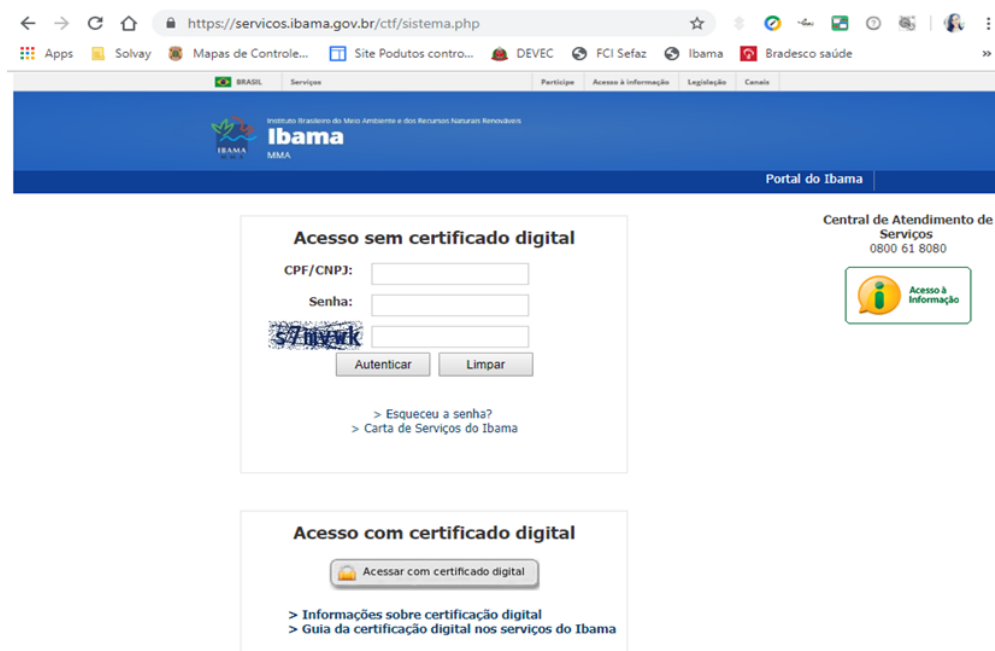 https://servicos.ibama.gov.br/ctf/sistema.php
Apps Solvay Mapas de Controle... Site Podutos contro... DEVEC FCI Sefaz Ibama Bradesco saúde »
BRASIL Serviços Participe Acesso à informação Legislação Canais
Instituto Brasileiro do Meio Ambiente e dos Recursos Naturais Renováveis
Ibama
MMA
IBAMA
M M A
Portal do Ibama
Central de Atendimento de
Serviços
0800 61 8080
Acesso à
Informação
Acesso sem certificado digital
CPF/CNPJ:
Senha:
Autenticar Limpar
> Esqueceu a senha?
> Carta de Serviços do Ibama
Acesso com certificado digital
Acessar com certificado digital
> Informações sobre certificação digital
> Guia da certificação digital nos serviços do Ibama